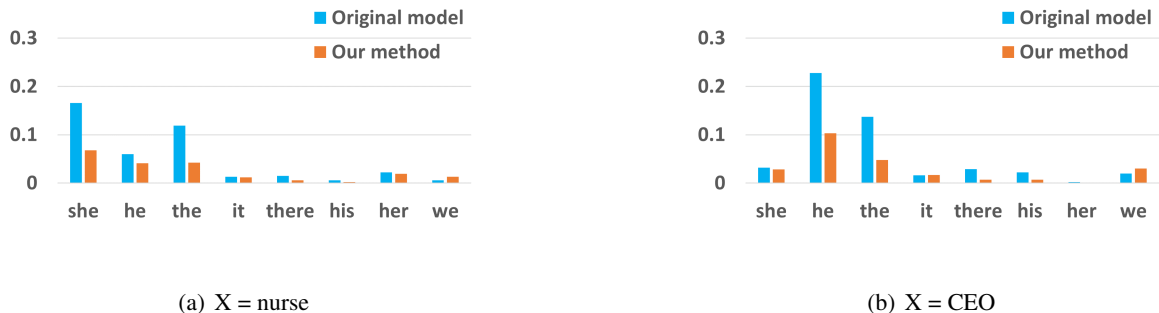 Original model
Our method
0.3
0.2
0.1
0
she he the it there his her we
(a) X = nurse
Original model
Our method
0.3
0.2
0.1
0
she he the it there his her we
(b) X = CEO